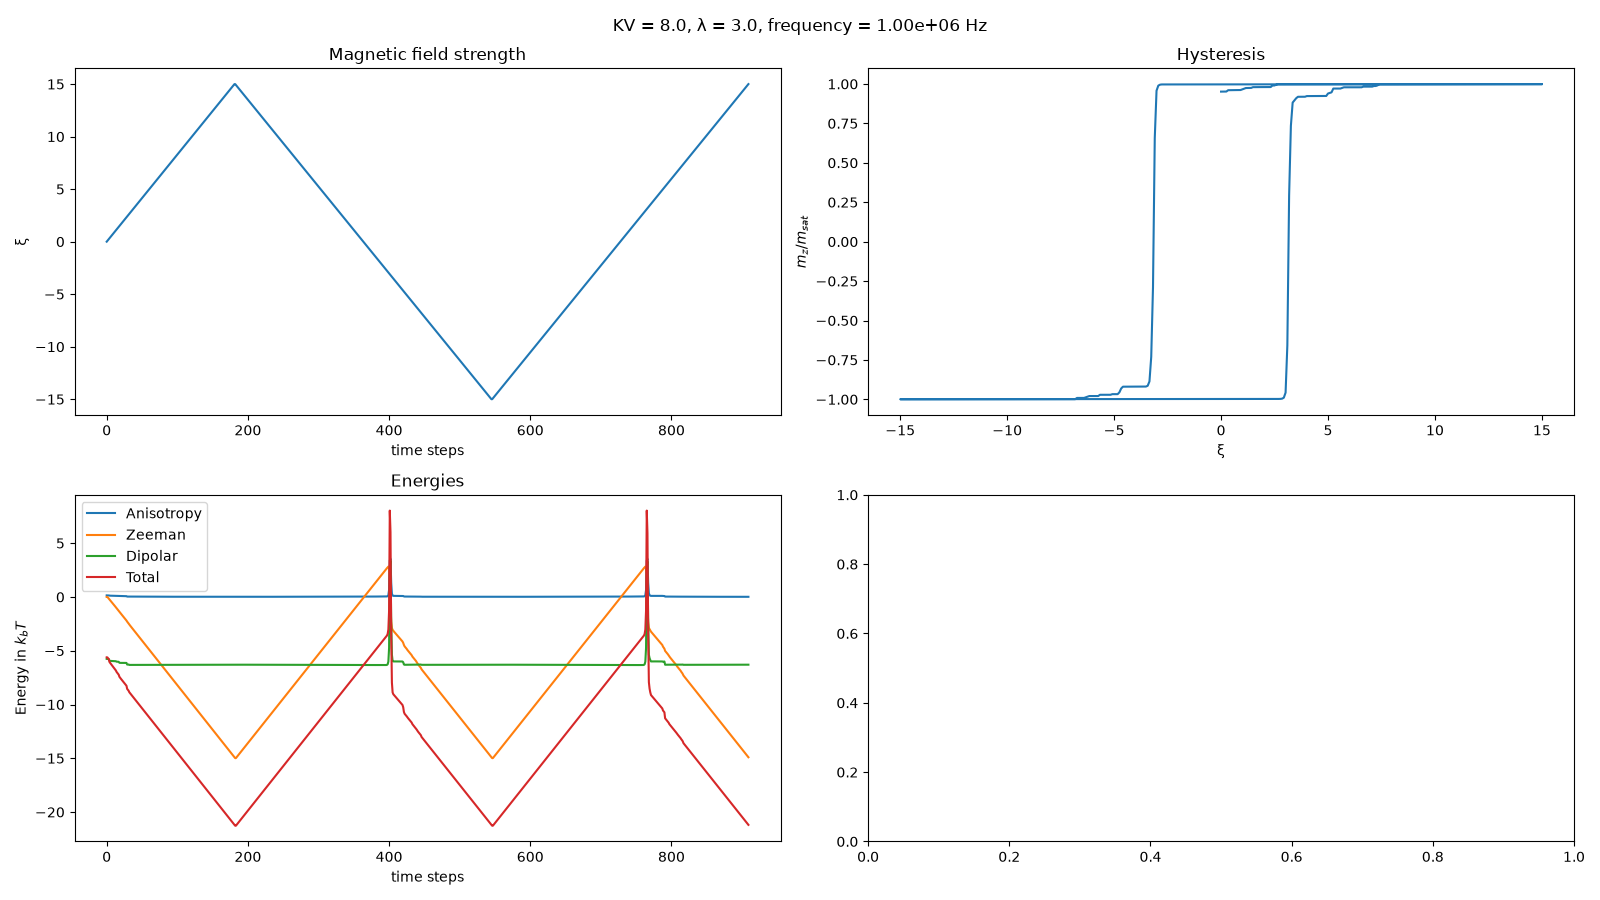 KV = 8.0, λ = 3.0, frequency = 1.00e+06 Hz
Magnetic field strength
15
10
5
0
−5
−10
−15
ξ
0 200 400 600 800
time steps
Hysteresis
1.00
0.75
0.50
0.25
0.00
−0.25
−0.50
−0.75
−1.00
m_z/m_sat
−15 −10 −5 0 5 10 15
ξ
Energies
Anisotropy
Zeeman
Dipolar
Total
5
0
−5
−10
−15
−20
Energy in k_bT
0 200 400 600 800
time steps
1.0
0.8
0.6
0.4
0.2
0.0
0.0 0.2 0.4 0.6 0.8 1.0